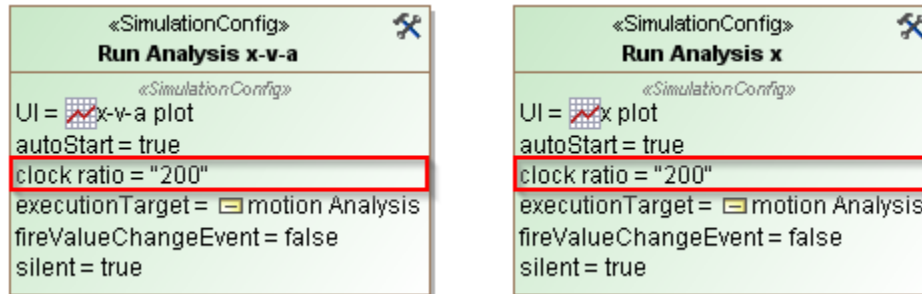 «SimulationConfig»
Run Analysis x-v-a
«SimulationConfig»
UI = x-v-a plot
autoStart = true
clock ratio = "200"
executionTarget = motion Analysis
fireValueChangeEvent = false
silent = true
«SimulationConfig»
Run Analysis x
«SimulationConfig»
UI = x plot
autoStart = true
clock ratio = "200"
executionTarget = motion Analysis
fireValueChangeEvent = false
silent = true